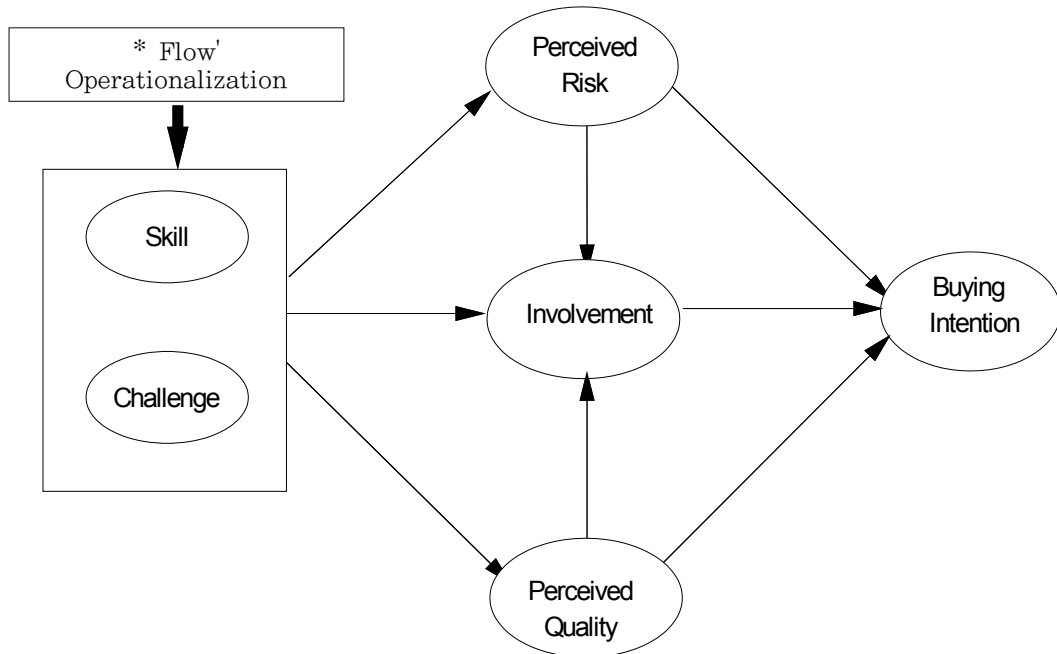 * Flow'
Operationalization
Skill
Challenge
Perceived
Risk
Involvement
Perceived
Quality
Buying
Intention